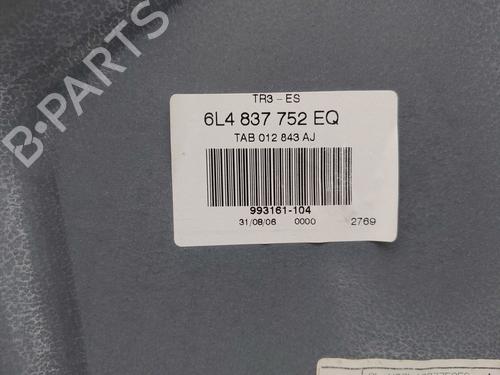 TR3-ES
6L4 837 752 EQ
TAB 012 843 AJ
993161-104
31/08/06 0000 2769
B-PARTS